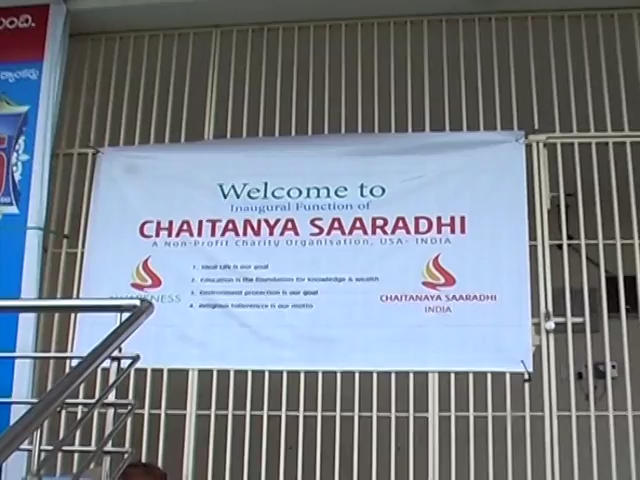 ుంది.
Welcome to
Inaugural Function of
CHAITANYA SAARADHI
A Non-Profit Charity Organisation, USA- INDIA
1. Ideal Life is our goal
2. Education is the foundation for knowledge & wealth
3. Environment protection is our goal
4. Religious tollerence is our motto
CHAITANAYA SAARADHI
INDIA